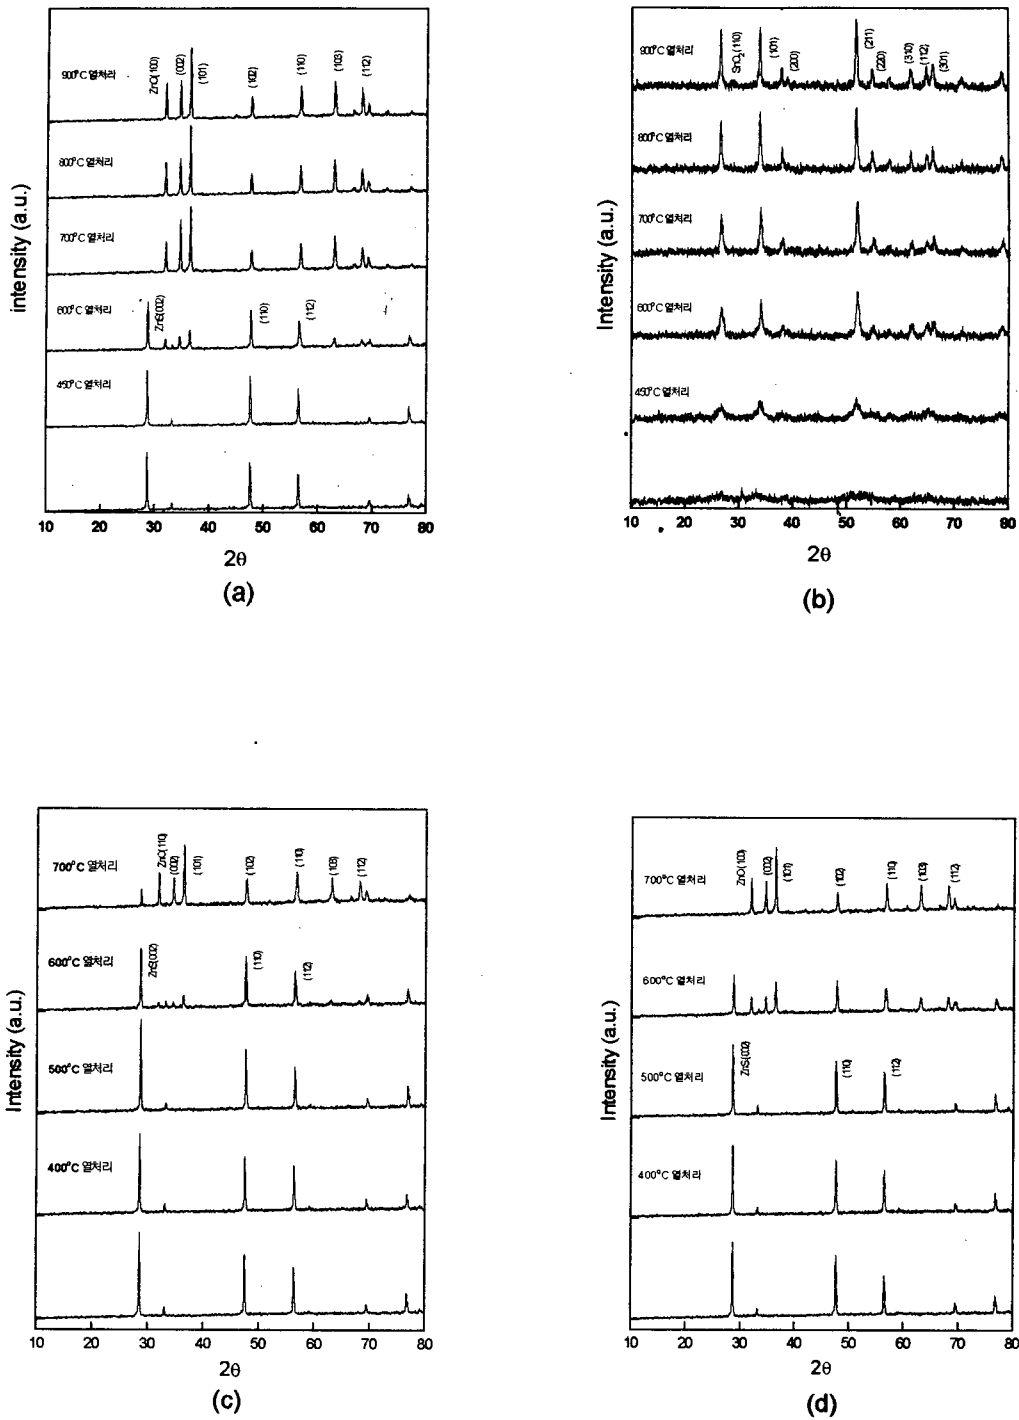 900°C 열처리
ZnO(100)
(002)
(101)
(102)
(110)
(103)
(112)
800°C 열처리
700°C 열처리
600°C 열처리
ZnS(002)
(110)
(112)
450°C 열처리
intensity (a.u.)
10 20 30 40 50 60 70 80
2θ
(a)
900°C 열처리
SnO₂(110)
(101)
(200)
(211)
(220)
(310)
(112)
(301)
800°C 열처리
700°C 열처리
600°C 열처리
450°C 열처리
Intensity (a.u.)
10 20 30 40 50 60 70 80
2θ
(b)
700°C 열처리
ZnO(110)
(002)
(101)
(102)
(110)
(103)
(112)
600°C 열처리
ZnS(002)
(110)
(112)
500°C 열처리
400°C 열처리
Intensity (a.u.)
10 20 30 40 50 60 70 80
2θ
(c)
700°C 열처리
ZnO(100)
(002)
(101)
(102)
(110)
(103)
(112)
600°C 열처리
500°C 열처리
ZnS(002)
(110)
(112)
400°C 열처리
Intensity (a.u.)
10 20 30 40 50 60 70 80
2θ
(d)